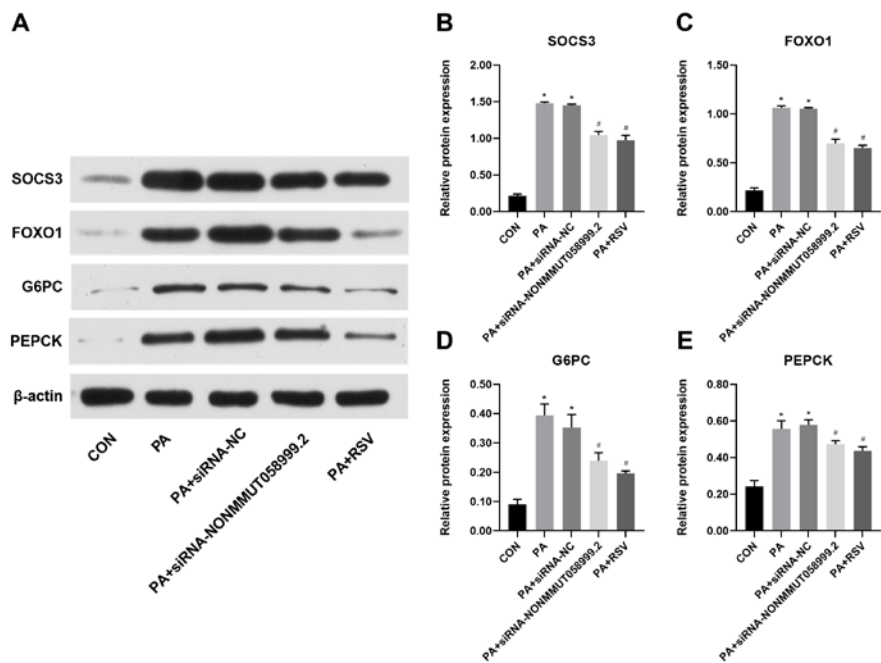 A
SOCS3
FOXO1
G6PC
PEPCK
β-actin
CON
PA
PA+siRNA-NC
PA+siRNA-NONMMUT058999.2
PA+RSV
B
SOCS3
Relative protein expression
2.00
1.50
1.00
0.50
0.00
*
*
#
#
CON
PA
PA+siRNA-NC
PA+siRNA-NONMMUT058999.2
PA+RSV
C
FOXO1
Relative protein expression
1.50
1.00
0.50
0.00
*
*
#
#
CON
PA
PA+siRNA-NC
PA+siRNA-NONMMUT058999.2
PA+RSV
D
G6PC
Relative protein expression
0.50
0.40
0.30
0.20
0.10
0.00
*
*
#
#
CON
PA
PA+siRNA-NC
PA+siRNA-NONMMUT058999.2
PA+RSV
E
PEPCK
Relative protein expression
0.80
0.60
0.40
0.20
0.00
*
*
#
#
CON
PA
PA+siRNA-NC
PA+siRNA-NONMMUT058999.2
PA+RSV